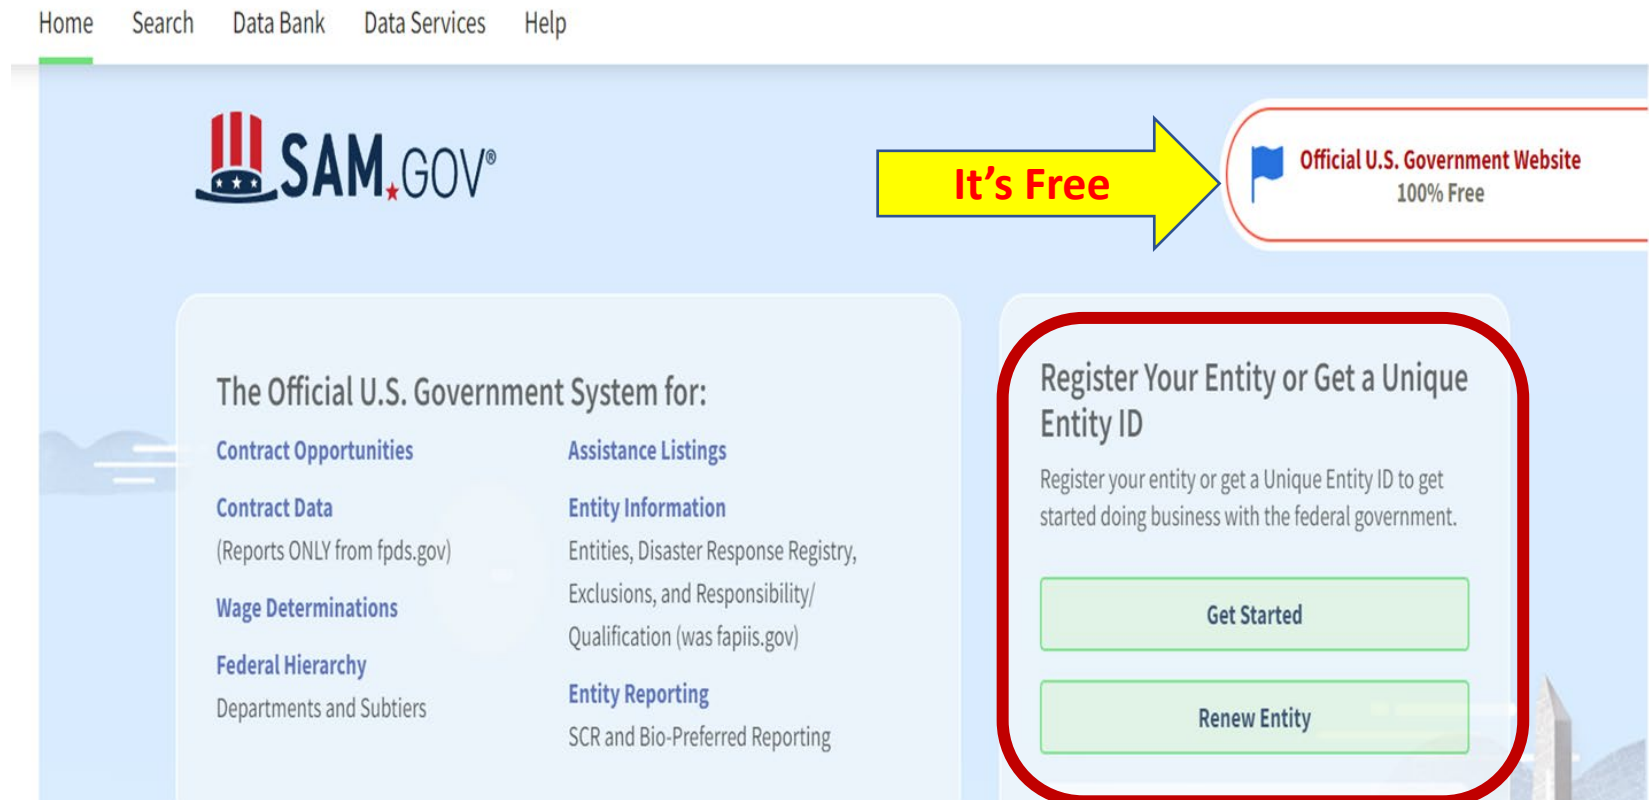 Home Search Data Bank Data Services Help
SAM.GOV®
It's Free
Official U.S. Government Website
100% Free
The Official U.S. Government System for:
Contract Opportunities
Contract Data
(Reports ONLY from fpds.gov)
Wage Determinations
Federal Hierarchy
Departments and Subtiers
Assistance Listings
Entity Information
Entities, Disaster Response Registry,
Exclusions, and Responsibility/
Qualification (was fapiis.gov)
Entity Reporting
SCR and Bio-Preferred Reporting
Register Your Entity or Get a Unique
Entity ID
Register your entity or get a Unique Entity ID to get
started doing business with the federal government.
Get Started
Renew Entity